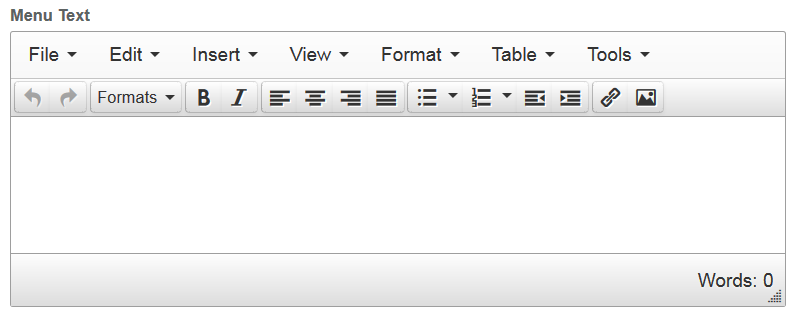 Menu Text
File Edit Insert View Format Table Tools
Formats B I
Words: 0